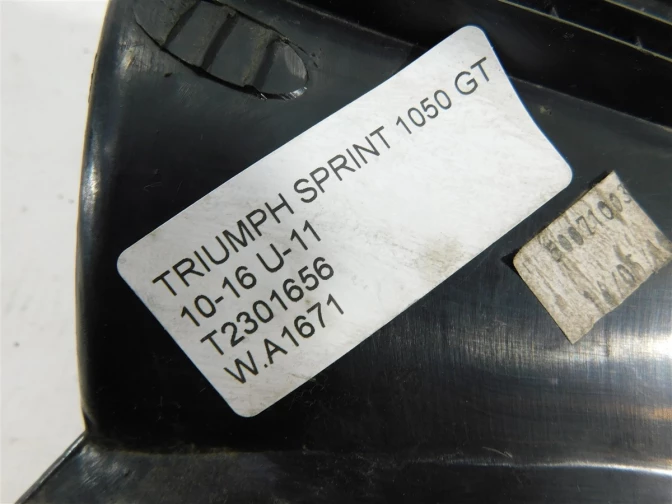 TRIUMPH SPRINT 1050 GT
10-16 U-11
T2301656
W.A1671